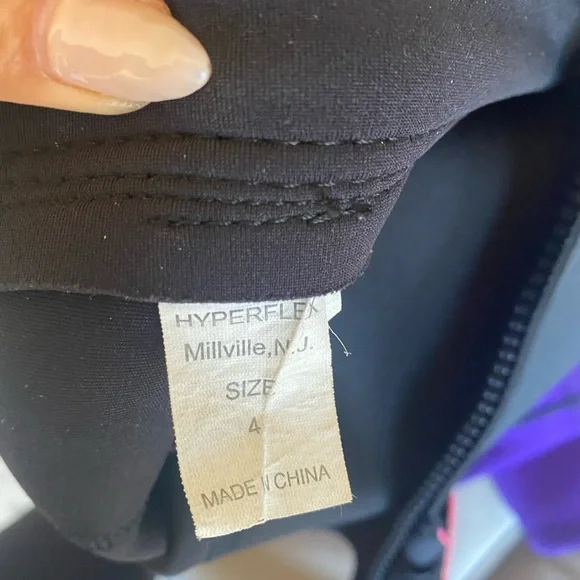 HYPERFLEX
Millville, N.J.
SIZE
4
MADE IN CHINA